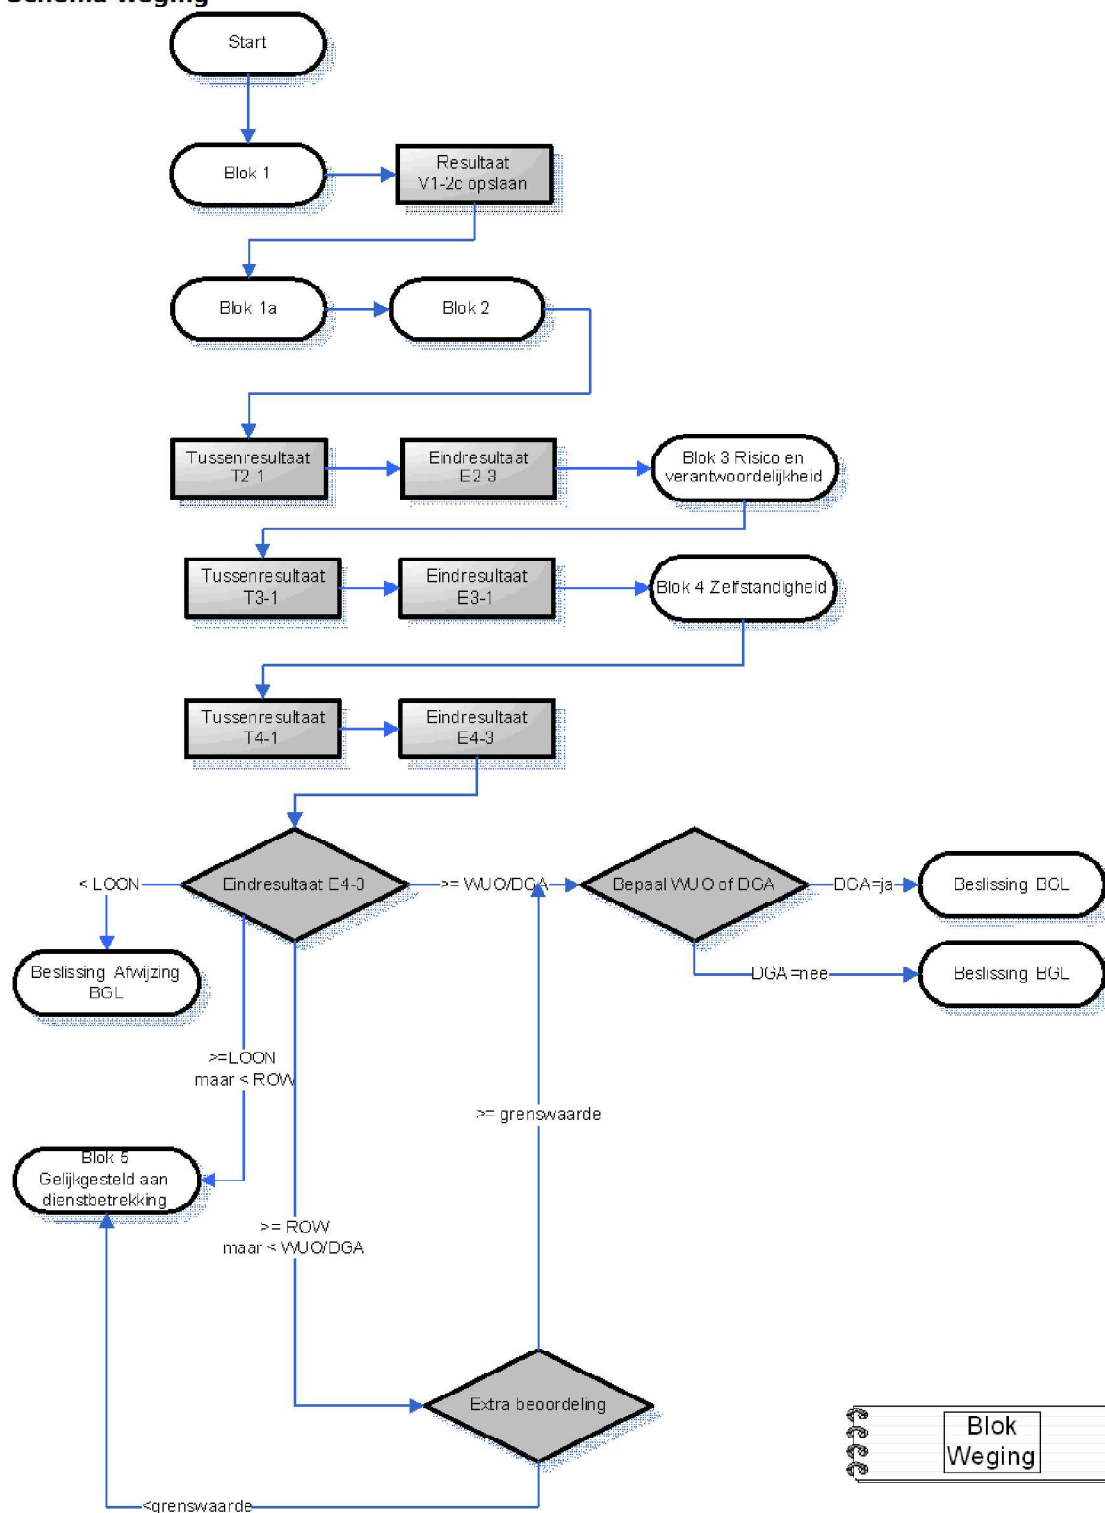 Schema weging
Start
Blok 1
Resultaat
V1-2c opslaan
Blok 1a
Blok 2
Tussenresultaat
T2-1
Eindresultaat
E2-3
Blok 3 Risico en
verantwoordelijkheid
Tussenresultaat
T3-1
Eindresultaat
E3-1
Blok 4 Zelfstandigheid
Tussenresultaat
T4-1
Eindresultaat
E4-3
< LOON
Eindresultaat E4-3
>= WUO/DGA
Bepaal WUO of DGA
DGA=ja
Beslissing BGL
Beslissing Afwijzing
BGL
DGA=nee
Beslissing BGL
>=LOON
maar < ROW
>= grenswaarde
Blok 5
Gelijkgesteld aan
dienstbetrekking
>= ROW
maar < WUO/DGA
Extra beoordeling
Blok
Weging
<grenswaarde